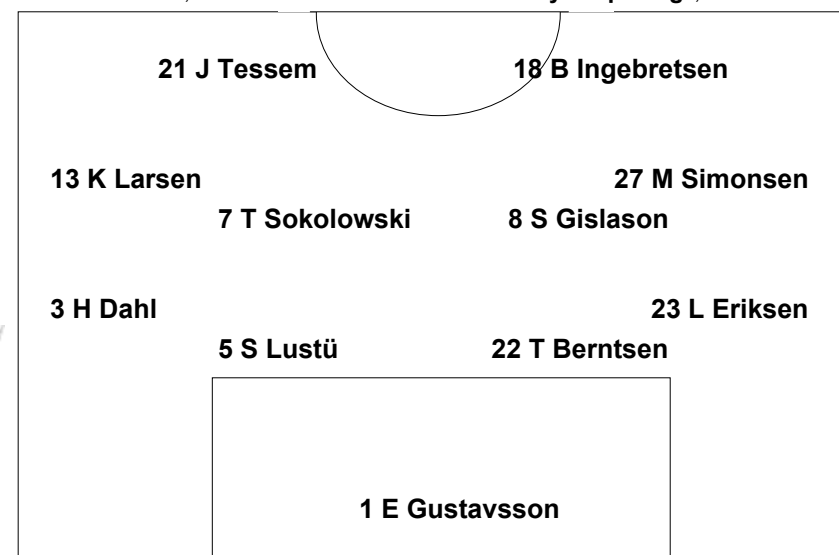 21 J Tessem 18 B Ingebretsen
13 K Larsen 27 M Simonsen
7 T Sokolowski 8 S Gislason
3 H Dahl 23 L Eriksen
5 S Lustü 22 T Berntsen
1 E Gustavsson